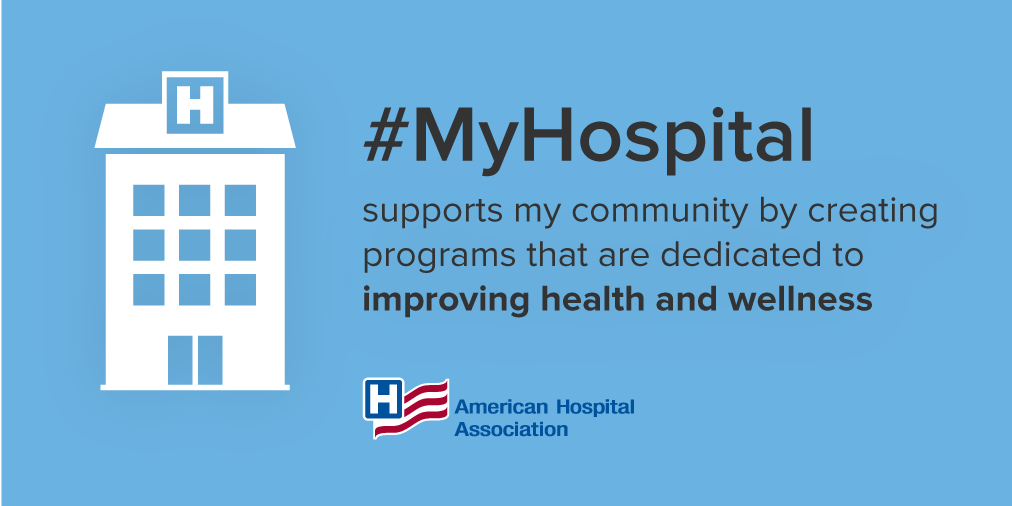 H
#MyHospital
supports my community by creating
programs that are dedicated to
improving health and wellness
H
American Hospital
Association